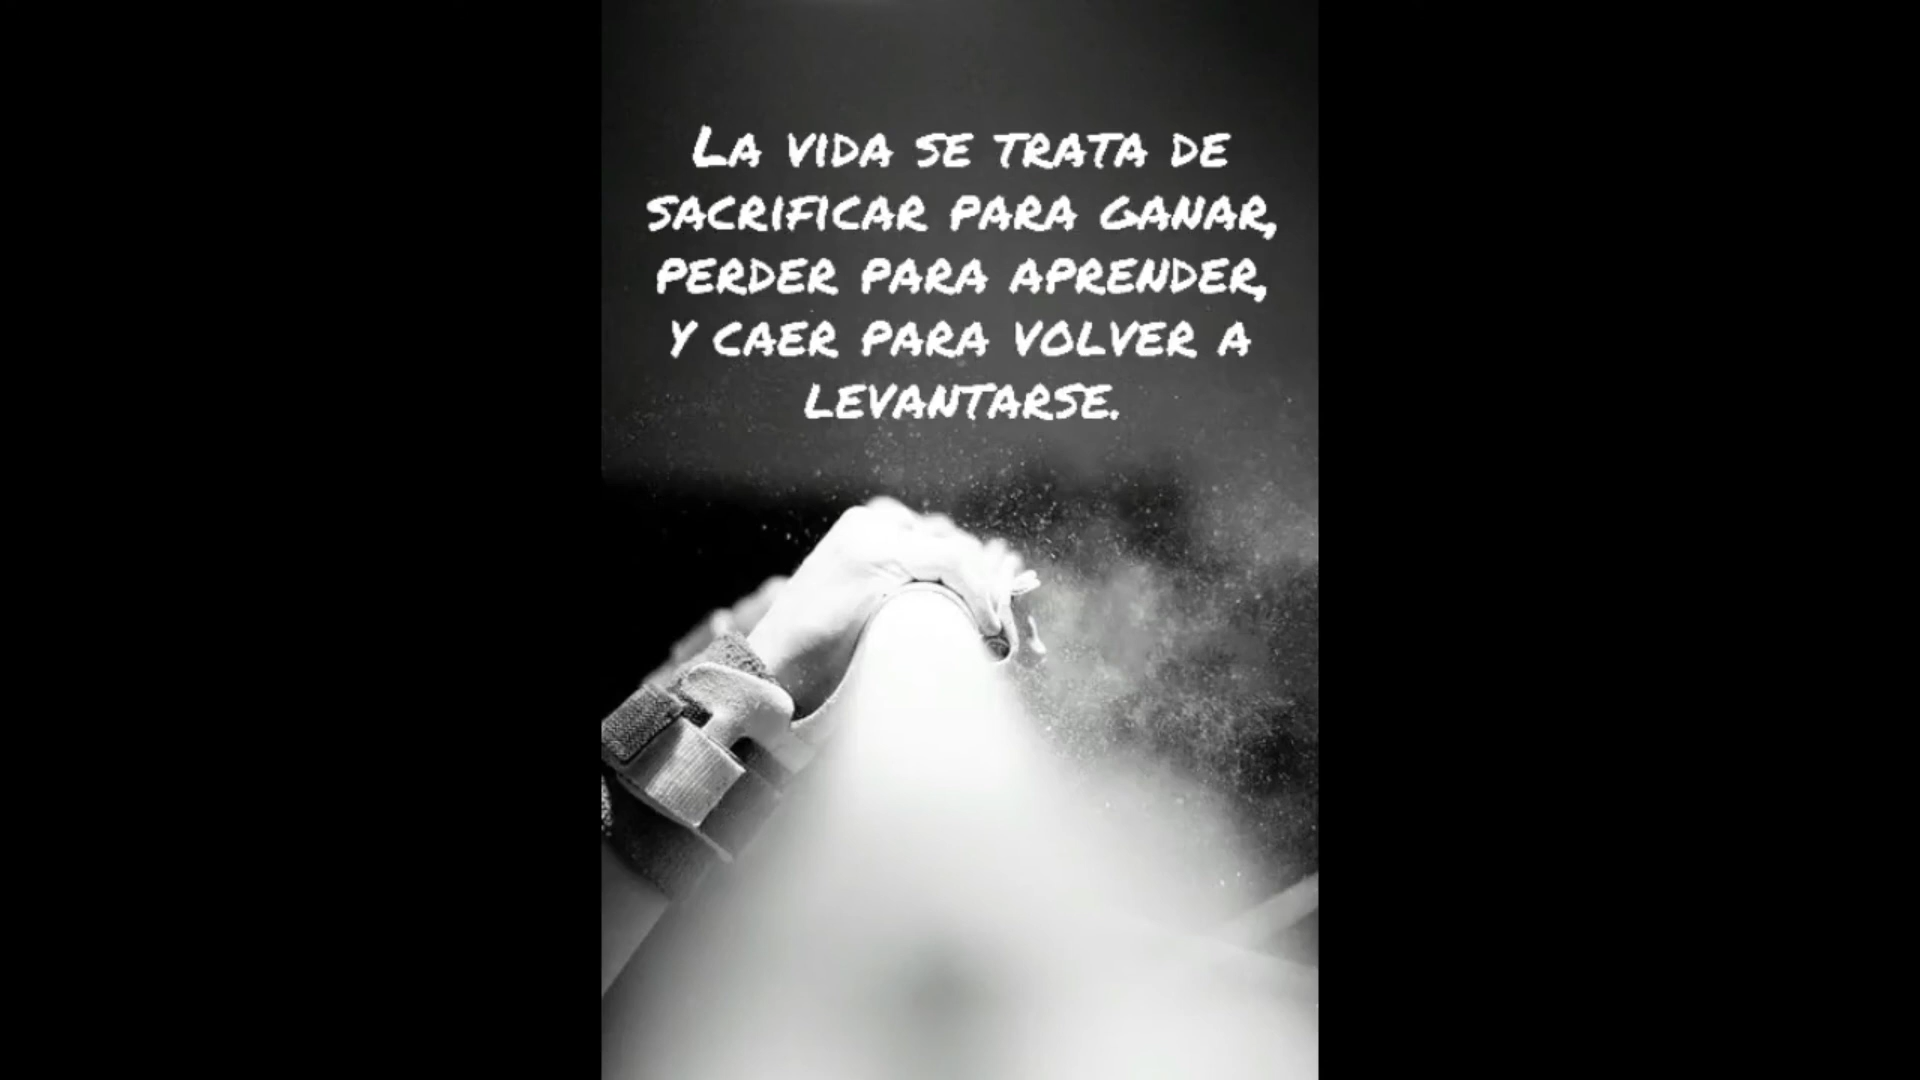 La vida se trata de
sacrificar para ganar,
perder para aprender,
y caer para volver a
levantarse.